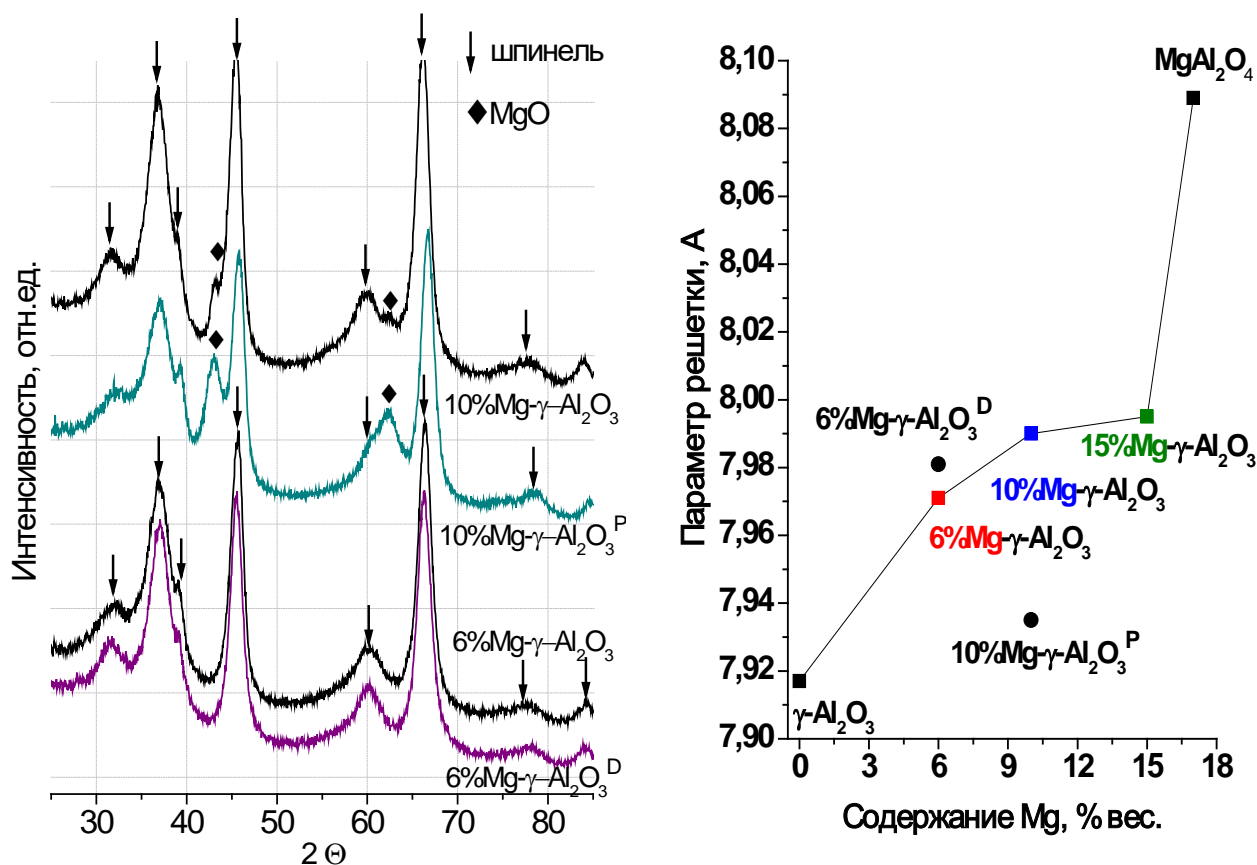 шпинель
MgO
10%Mg-γ–Al₂O₃
10%Mg-γ–Al₂O₃ᴾ
6%Mg-γ–Al₂O₃
6%Mg-γ–Al₂O₃ᴰ
Интенсивность, отн.ед.
30 40 50 60 70 80
2 Θ
8,10
8,08
8,06
8,04
8,02
8,00
7,98
7,96
7,94
7,92
7,90
Параметр решетки, А
MgAl₂O₄
6%Mg-γ-Al₂O₃ᴰ
15%Mg-γ-Al₂O₃
10%Mg-γ-Al₂O₃
6%Mg-γ-Al₂O₃
10%Mg-γ-Al₂O₃ᴾ
γ-Al₂O₃
0 3 6 9 12 15 18
Содержание Mg, % вес.